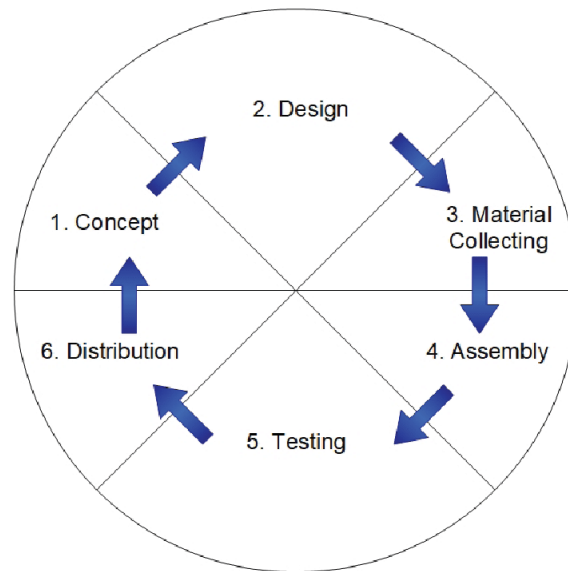 1. Concept
2. Design
3. Material
Collecting
4. Assembly
5. Testing
6. Distribution